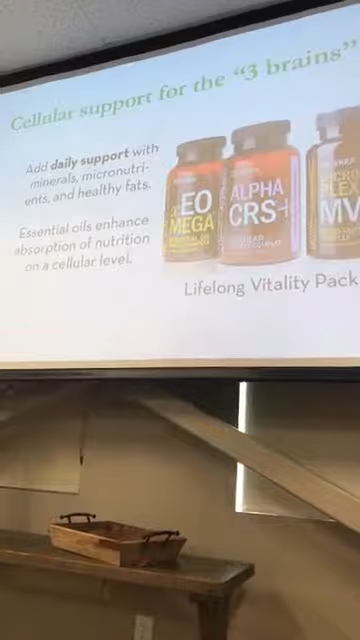 Cellular support for the "3 brains"
Add daily support with
minerals, micronutri-
ents, and healthy fats.
Essential oils enhance
absorption of nutrition
on a cellular level.
EO
MEGA
ALPHA
CRS+
MV
Lifelong Vitality Pack